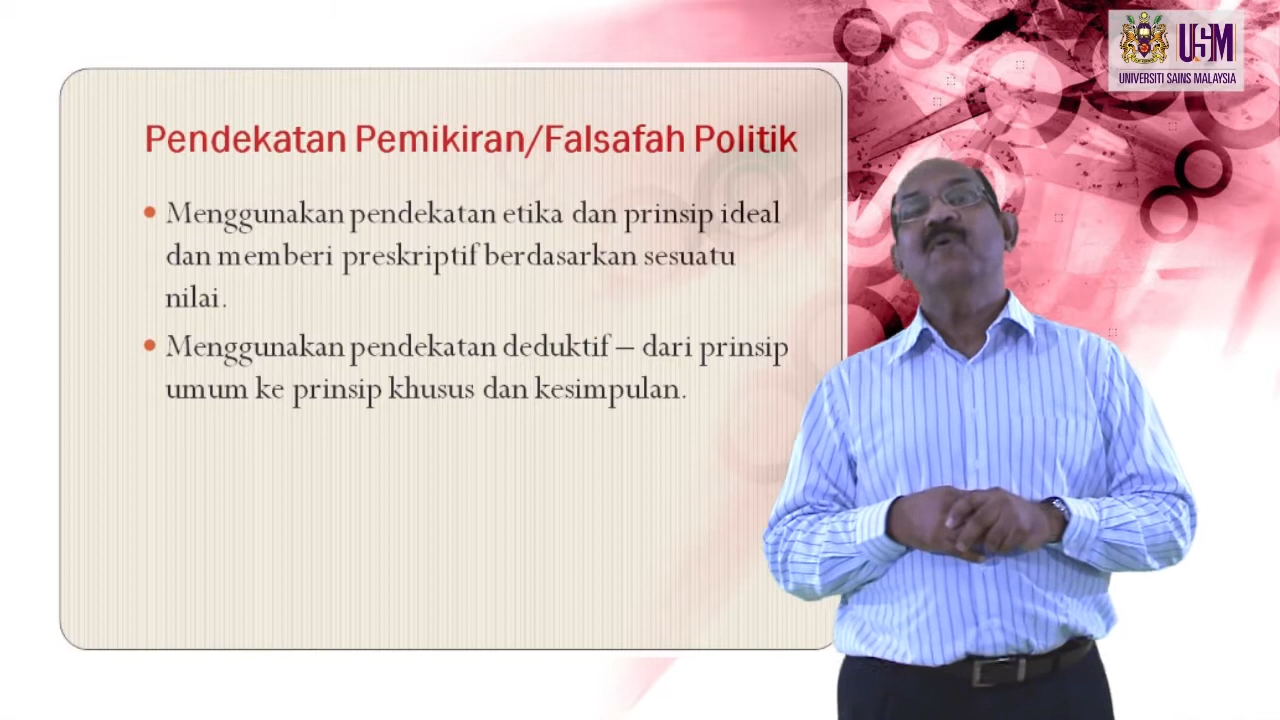 USM
UNIVERSITI SAINS MALAYSIA
Pendekatan Pemikiran/Falsafah Politik
• Menggunakan pendekatan etika dan prinsip ideal
dan memberi preskriptif berdasarkan sesuatu
nilai.
• Menggunakan pendekatan deduktif – dari prinsip
umum ke prinsip khusus dan kesimpulan.